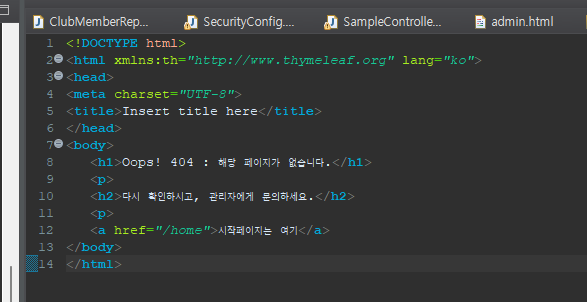 ClubMemberRep... SecurityConfig.... SampleControlle... admin.html
1 <!DOCTYPE html>
2 <html xmlns:th="http://www.thymeleaf.org" lang="ko">
3 <head>
4 <meta charset="UTF-8">
5 <title>Insert title here</title>
6 </head>
7 <body>
8 <h1>Oops! 404 : 해당 페이지가 없습니다.</h1>
9 <p>
10 <h2>다시 확인하시고, 관리자에게 문의하세요.</h2>
11 <p>
12 <a href="/home">시작페이지는 여기</a>
13 </body>
14 </html>